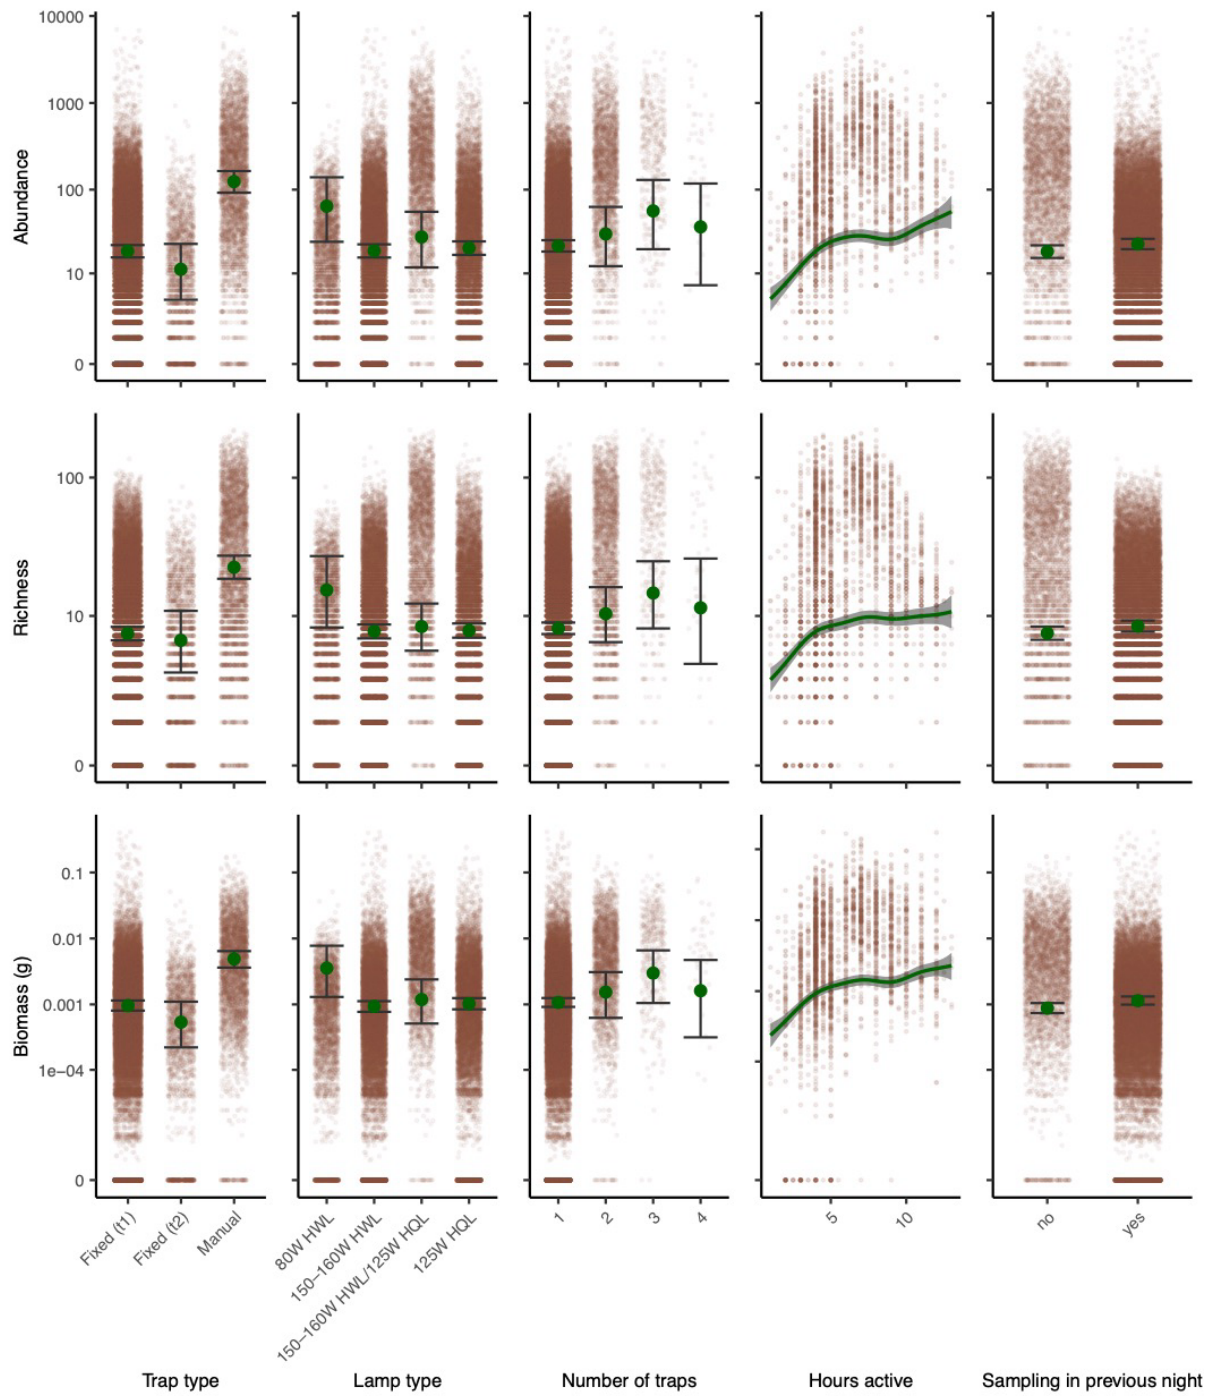 Abundance
10000
1000
100
10
0
Richness
100
10
0
Biomass (g)
0.1
0.01
0.001
1e−04
0
Fixed (t1)
Fixed (t2)
Manual
80W HWL
150−160W HWL
150−160W HWL/125W HQL
125W HQL
1
2
3
4
5
10
no
yes
Trap type
Lamp type
Number of traps
Hours active
Sampling in previous night